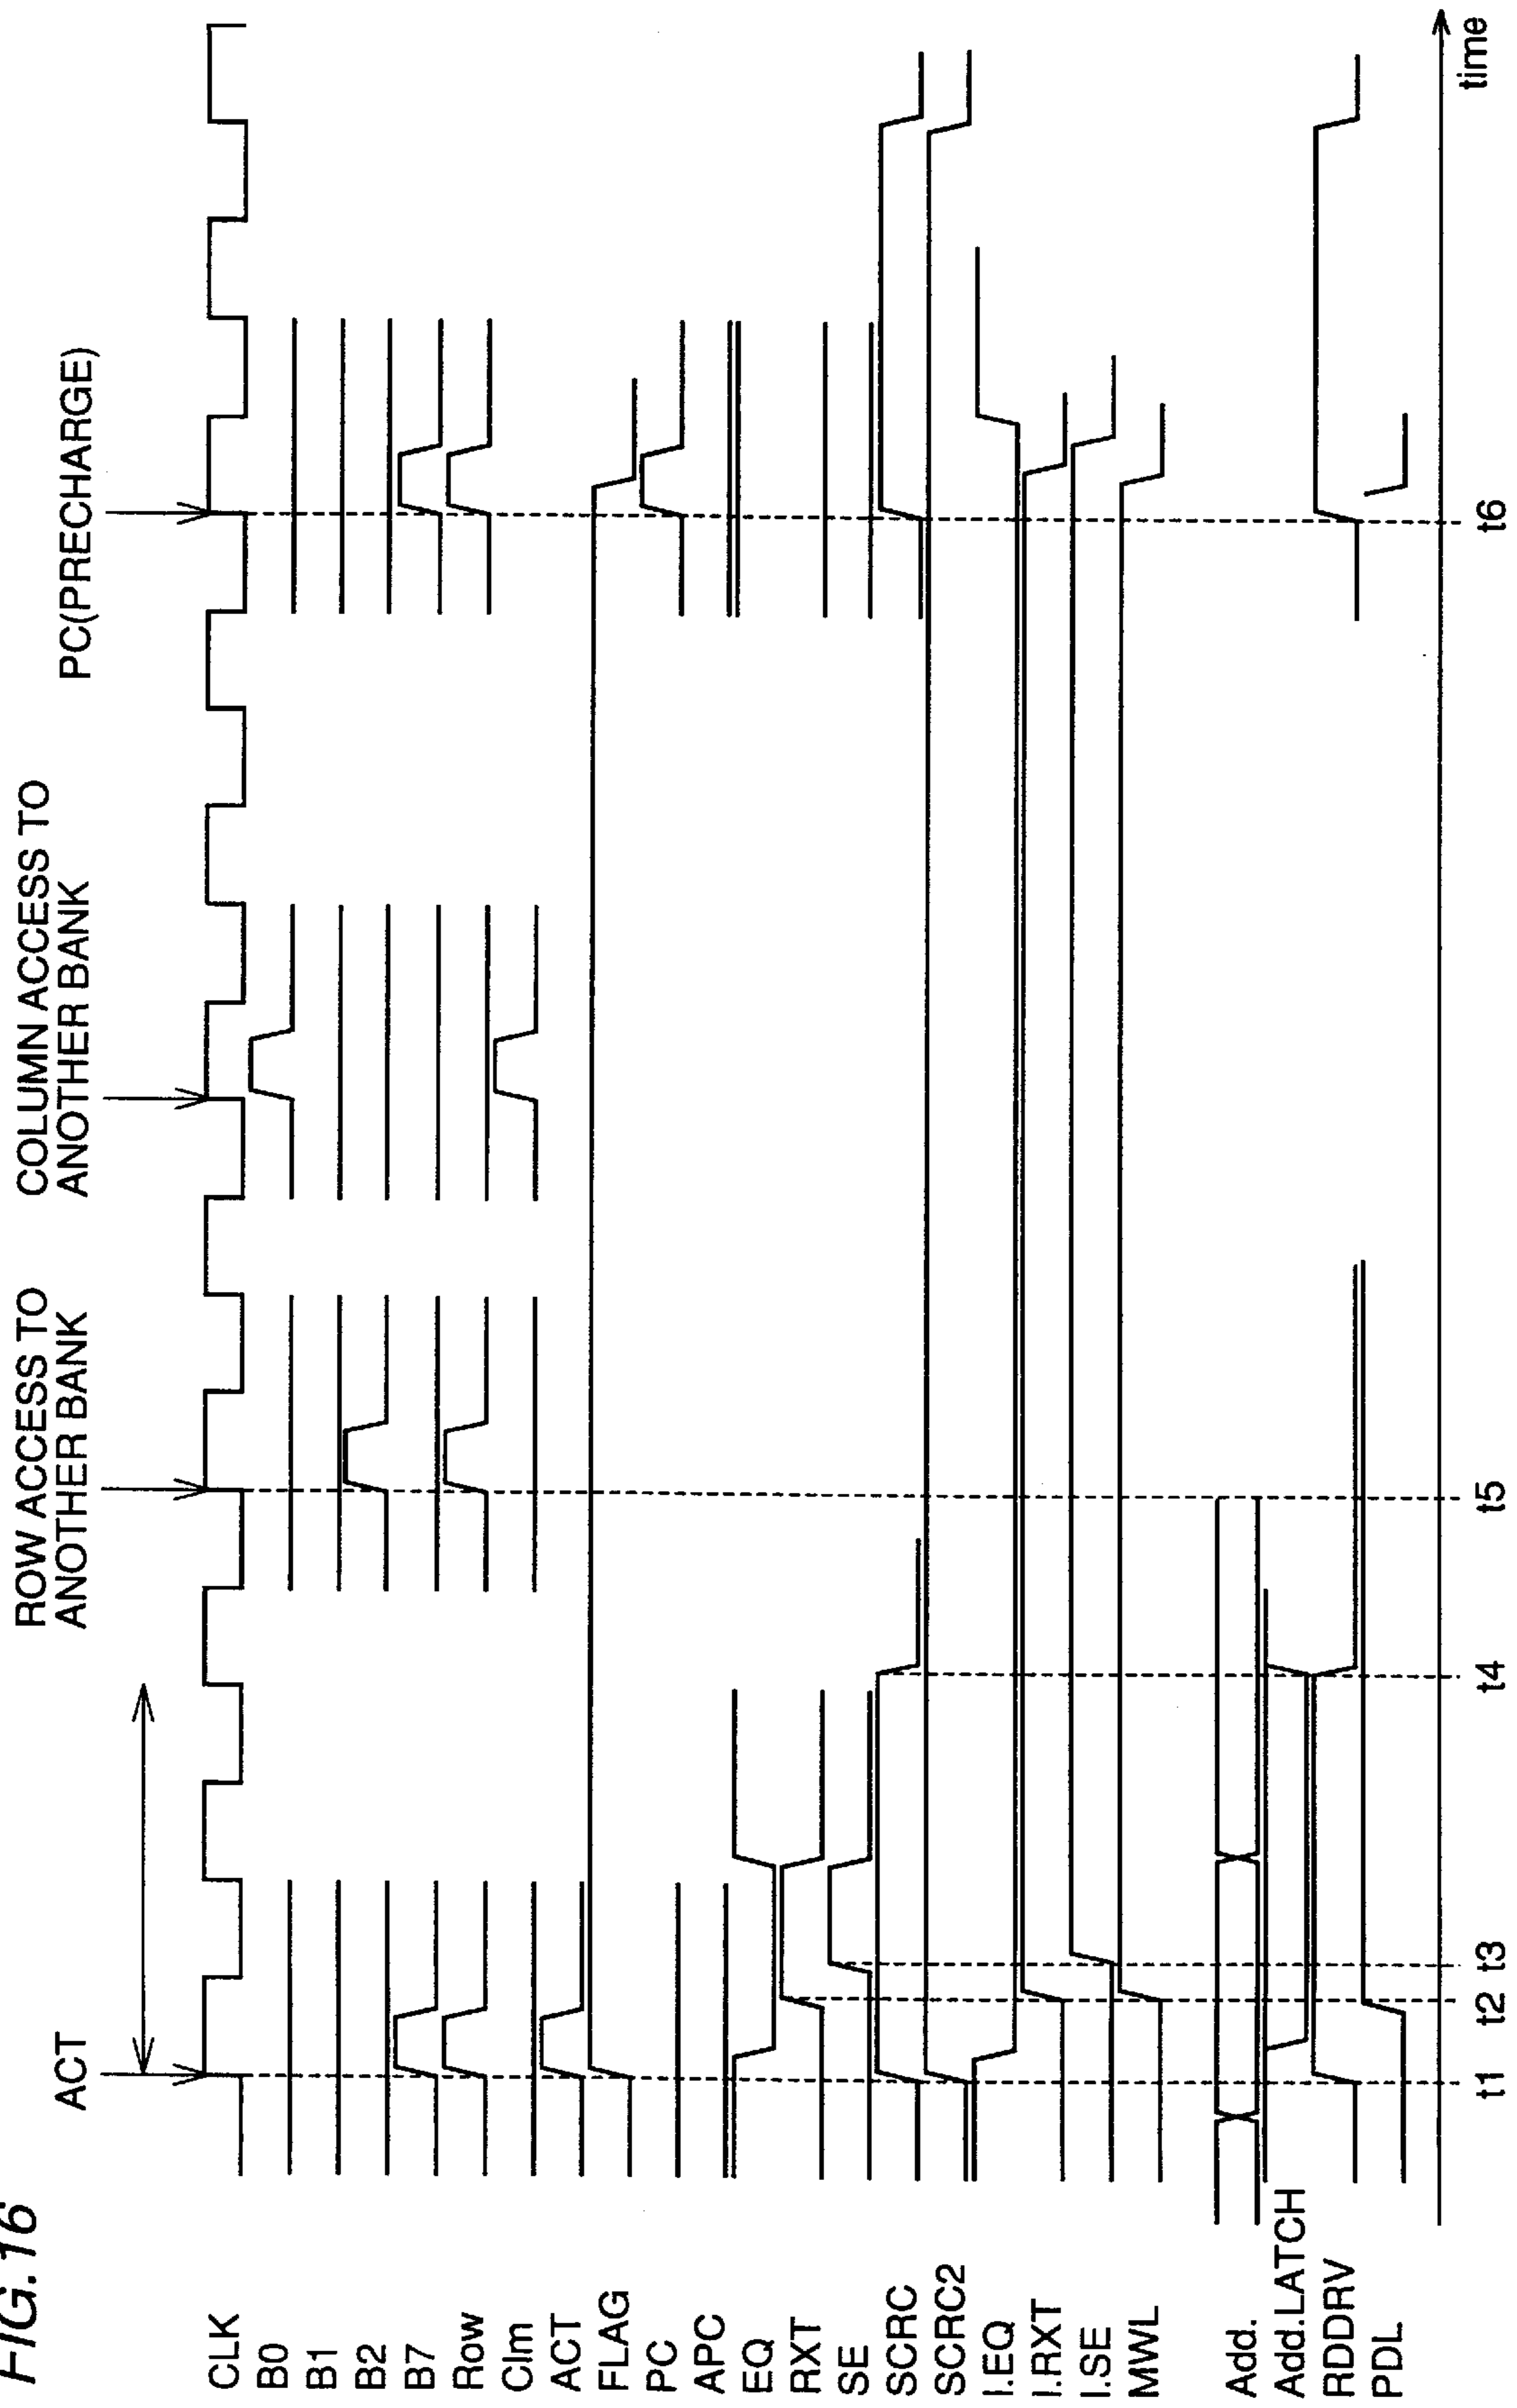 FIG.16
ACT
ROW ACCESS TO
ANOTHER BANK
COLUMN ACCESS TO
ANOTHER BANK
PC(PRECHARGE)
CLK
B0
B1
B2
B7
Row
Clm
ACT
FLAG
PC
APC
EQ
RXT
SE
SCRC
SCRC2
I.EQ
I.RXT
I.SE
MWL
Add.
Add.LATCH
RDDRV
PDL
t1
t2
t3
t4
t5
t6
time